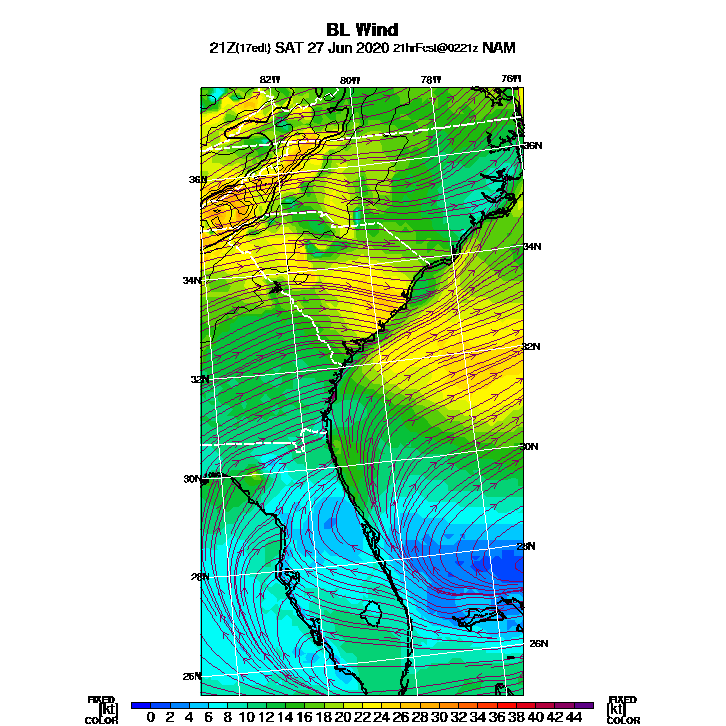 BL Wind
21Z(17edt) SAT 27 Jun 2020 21hrFcst@0221z NAM
82W 80W 78W 76W
36N
36N
34N
34N
32N
32N
30N
30N
28N
28N
26N
26N
FIXED FIXED
[kt] 0 2 4 6 8 10 12 14 16 18 20 22 24 26 28 30 32 34 36 38 40 42 44 [kt]
COLOR COLOR